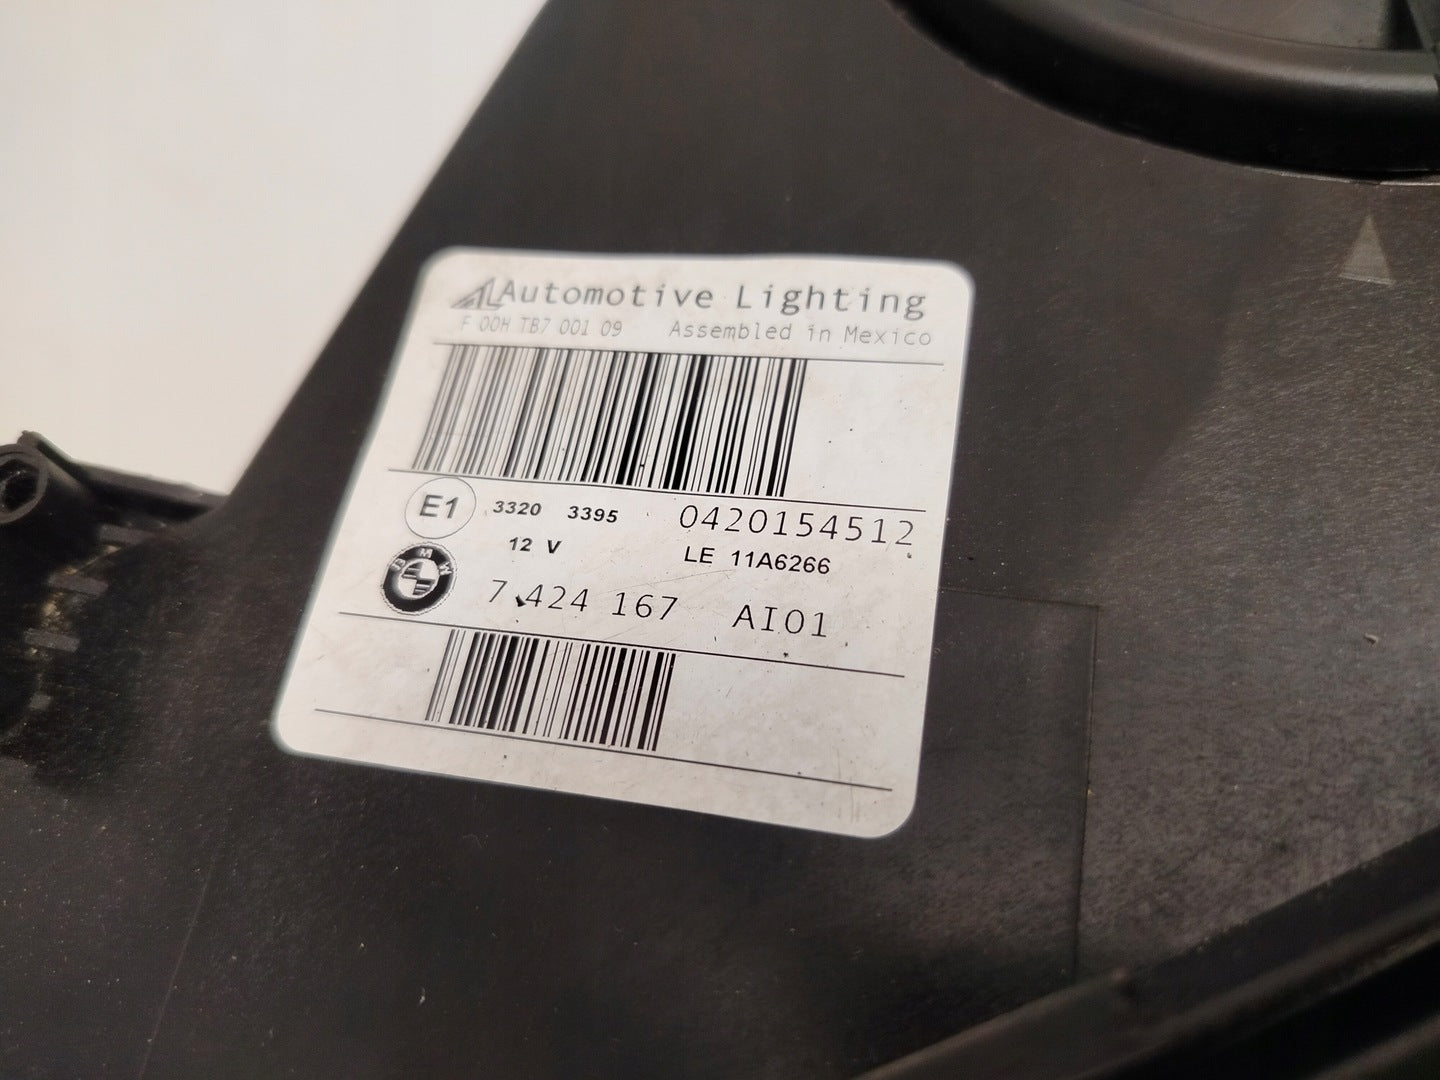 AL Automotive Lighting
F 00H TB7 001 09 Assembled in Mexico
E1 3320 3395 0420154512
12 V LE 11A6266
BMW 7 424 167 AI01